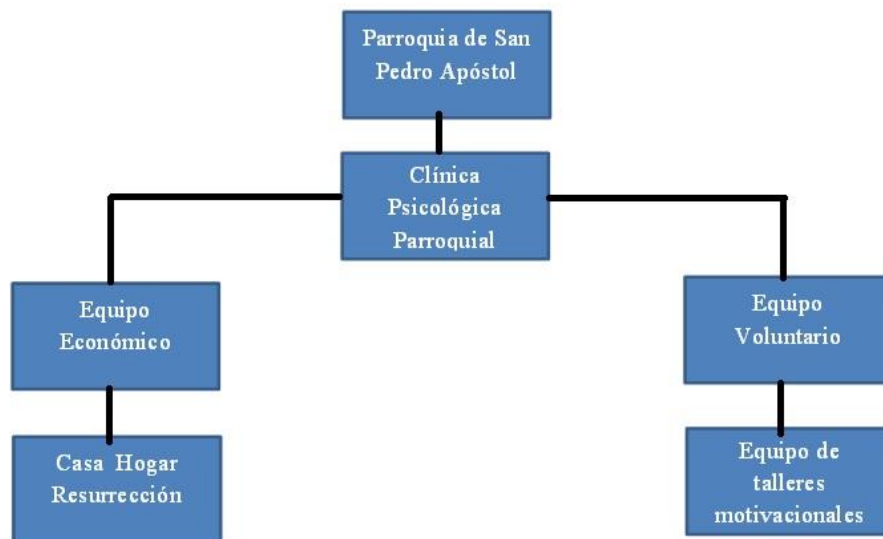 Parroquia de San
Pedro Apóstol
Clínica
Psicológica
Parroquial
Equipo
Económico
Equipo
Voluntario
Casa Hogar
Resurrección
Equipo de
talleres
motivacionales